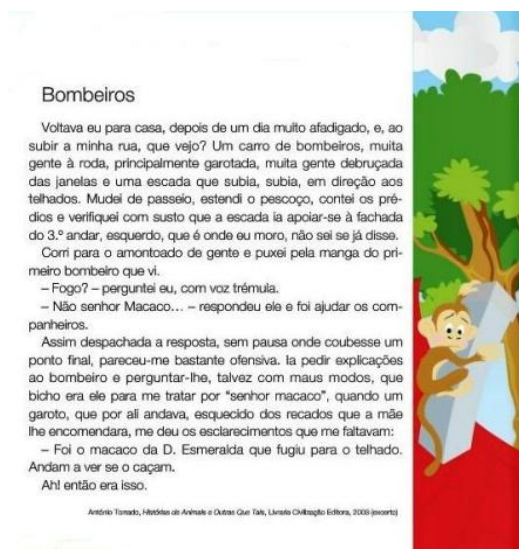 Bombeiros
Voltava eu para casa, depois de um dia muito afadigado, e, ao
subir a minha rua, que vejo? Um carro de bombeiros, muita
gente à roda, principalmente garotada, muita gente debruçada
das janelas e uma escada que subia, subia, em direção aos
telhados. Mudei de passeio, estendi o pescoço, contei os pré-
dios e verifiquei com susto que a escada ia apoiar-se à fachada
do 3.º andar, esquerdo, que é onde eu moro, não sei se já disse.
Corri para o amontoado de gente e puxei pela manga do pri-
meiro bombeiro que vi.
– Fogo? – perguntei eu, com voz trémula.
– Não senhor Macaco... – respondeu ele e foi ajudar os com-
panheiros.
Assim despachada a resposta, sem pausa onde coubesse um
ponto final, pareceu-me bastante ofensiva. Ia pedir explicações
ao bombeiro e perguntar-lhe, talvez com maus modos, que
bicho era ele para me tratar por "senhor macaco", quando um
garoto, que por ali andava, esquecido dos recados que a mãe
lhe encomendara, me deu os esclarecimentos que me faltavam:
– Foi o macaco da D. Esmeralda que fugiu para o telhado.
Andam a ver se o caçam.
Ah! então era isso.
António Torrado, Histórias de Animais e Outras Que Tais, Livraria Civilização Editora, 2008 (excerto)